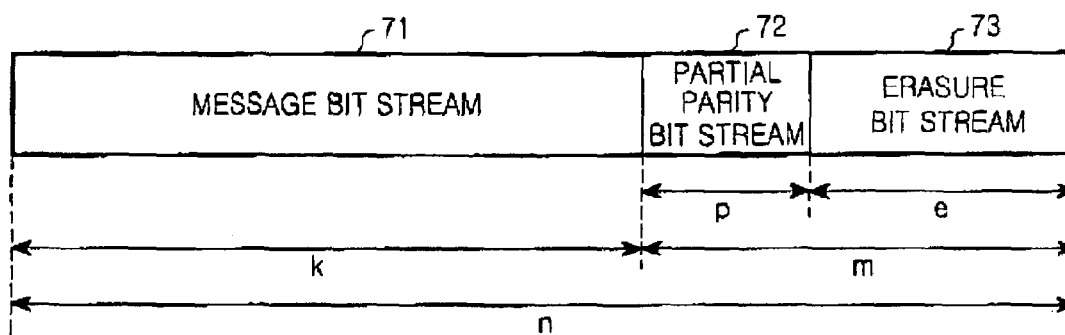 71
72
73
MESSAGE BIT STREAM
PARTIAL
PARITY
BIT STREAM
ERASURE
BIT STREAM
p
e
k
m
n